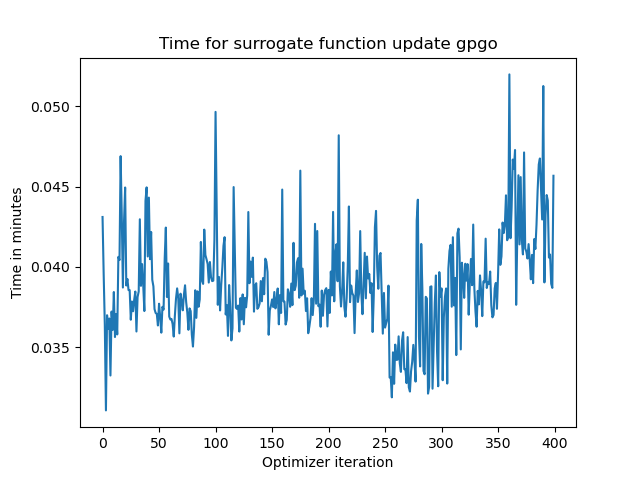 Time for surrogate function update gpgo
0.050
0.045
0.040
0.035
Time in minutes
0 50 100 150 200 250 300 350 400
Optimizer iteration